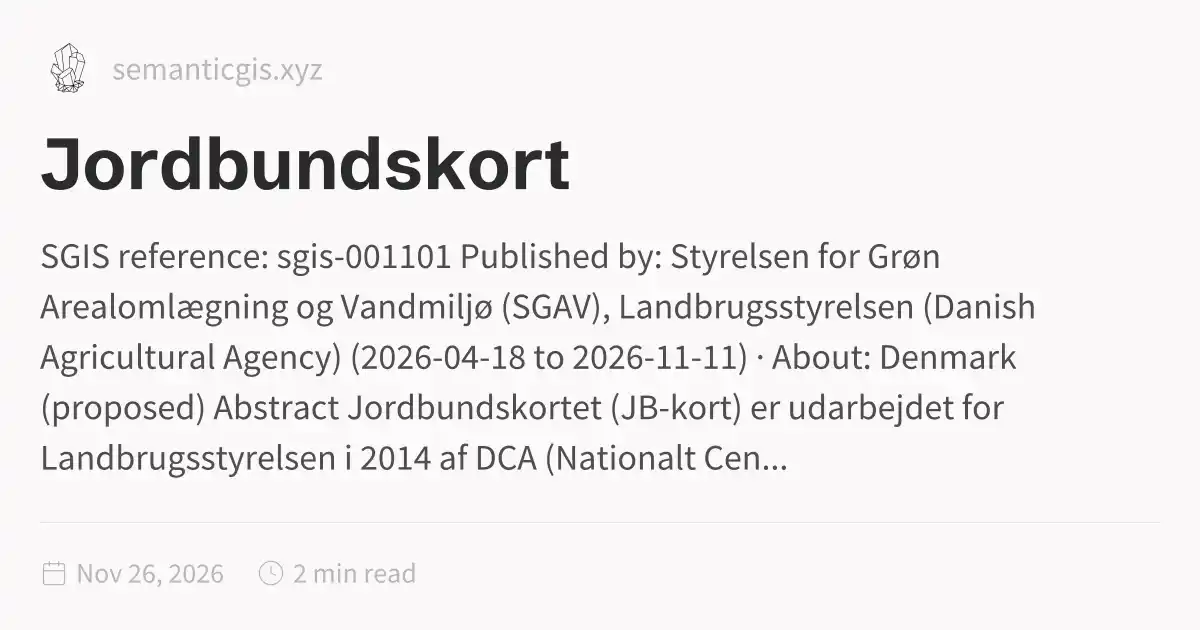 semanticgis.xyz
Jordbundskort
SGIS reference: sgis-001101 Published by: Styrelsen for Grøn
Arealomlægning og Vandmiljø (SGAV), Landbrugsstyrelsen (Danish
Agricultural Agency) (2026-04-18 to 2026-11-11) · About: Denmark
(proposed) Abstract Jordbundskortet (JB-kort) er udarbejdet for
Landbrugsstyrelsen i 2014 af DCA (Nationalt Cen...
Nov 26, 2026 2 min read